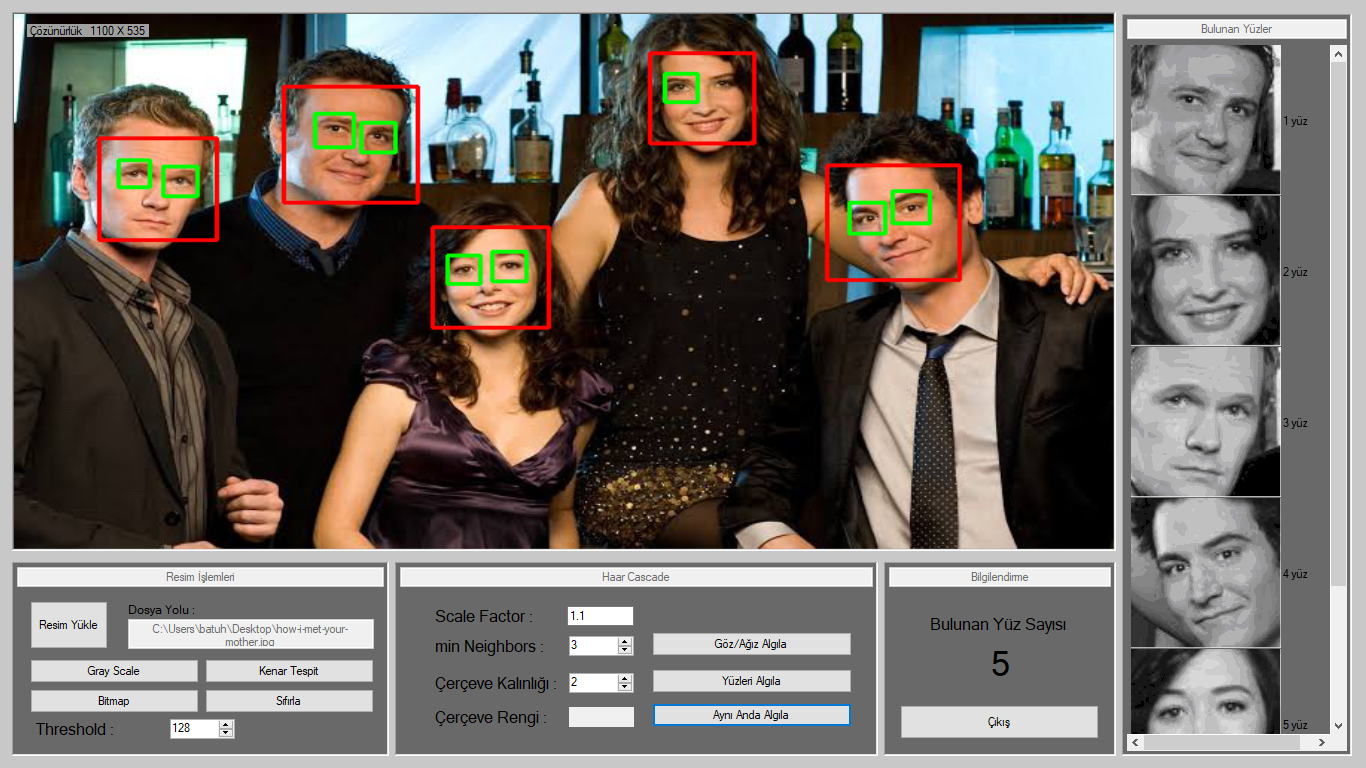 Çözünürlük 1100 X 535
Bulunan Yüzler
1 yüz
2 yüz
3 yüz
4 yüz
5 yüz
Resim İşlemleri
Resim Yükle
Dosya Yolu :
C:\Users\batuh\Desktop\how-i-met-your-
mother.jpg
Gray Scale
Kenar Tespit
Bitmap
Sıfırla
Threshold :
128
Haar Cascade
Scale Factor :
1.1
min Neighbors :
3
Göz/Ağız Algıla
Çerçeve Kalınlığı :
2
Yüzleri Algıla
Çerçeve Rengi :
Aynı Anda Algıla
Bilgilendirme
Bulunan Yüz Sayısı
5
Çıkış